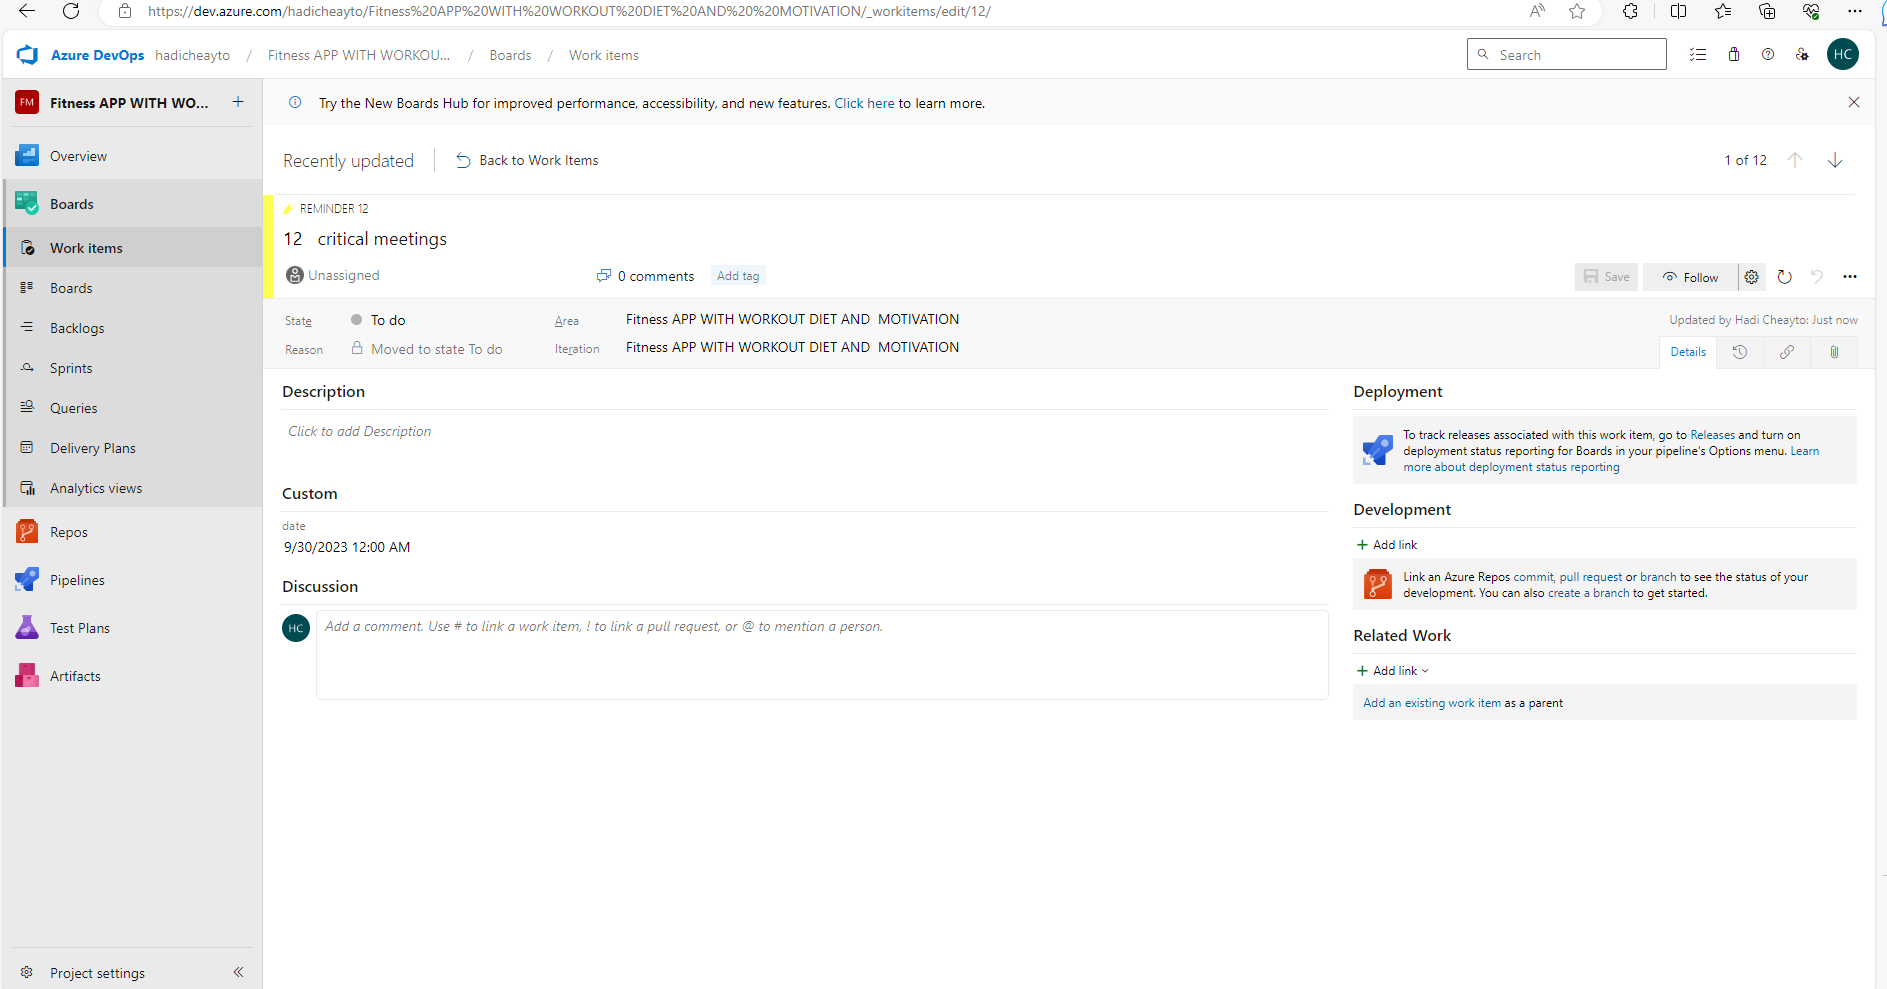 https://dev.azure.com/hadicheayto/Fitness%20APP%20WITH%20WORKOUT%20DIET%20AND%20%20MOTIVATION/_workitems/edit/12/
Azure DevOps hadicheayto / Fitness APP WITH WORKOU... / Boards / Work items
Search
HC
FM Fitness APP WITH WO...
Try the New Boards Hub for improved performance, accessibility, and new features. Click here to learn more.
Overview
Boards
Work items
Boards
Backlogs
Sprints
Queries
Delivery Plans
Analytics views
Repos
Pipelines
Test Plans
Artifacts
Project settings
Recently updated
Back to Work Items
1 of 12
REMINDER 12
12 critical meetings
Unassigned
0 comments
Add tag
Save
Follow
State To do
Area Fitness APP WITH WORKOUT DIET AND  MOTIVATION
Updated by Hadi Cheayto: Just now
Reason Moved to state To do
Iteration Fitness APP WITH WORKOUT DIET AND  MOTIVATION
Details
Description
Click to add Description
Custom
date
9/30/2023 12:00 AM
Discussion
HC
Add a comment. Use # to link a work item, ! to link a pull request, or @ to mention a person.
Deployment
To track releases associated with this work item, go to Releases and turn on
deployment status reporting for Boards in your pipeline's Options menu. Learn
more about deployment status reporting
Development
Add link
Link an Azure Repos commit, pull request or branch to see the status of your
development. You can also create a branch to get started.
Related Work
Add link
Add an existing work item as a parent